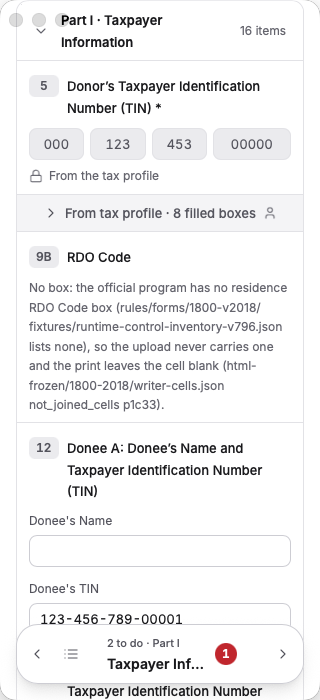 Part I · Taxpayer
Information
16 items
5
Donor's Taxpayer Identification
Number (TIN) *
000 123 453 00000
From the tax profile
From tax profile · 8 filled boxes
9B
RDO Code
No box: the official program has no residence
RDO Code box (rules/forms/1800-v2018/
fixtures/runtime-control-inventory-v796.json
lists none), so the upload never carries one
and the print leaves the cell blank (html-
frozen/1800-2018/writer-cells.json
not_joined_cells p1c33).
12
Donee A: Donee's Name and
Taxpayer Identification Number
(TIN)
Donee's Name
Donee's TIN
123-456-789-00001
2 to do · Part I
Taxpayer Inf...
1
Taxpayer Identification Number